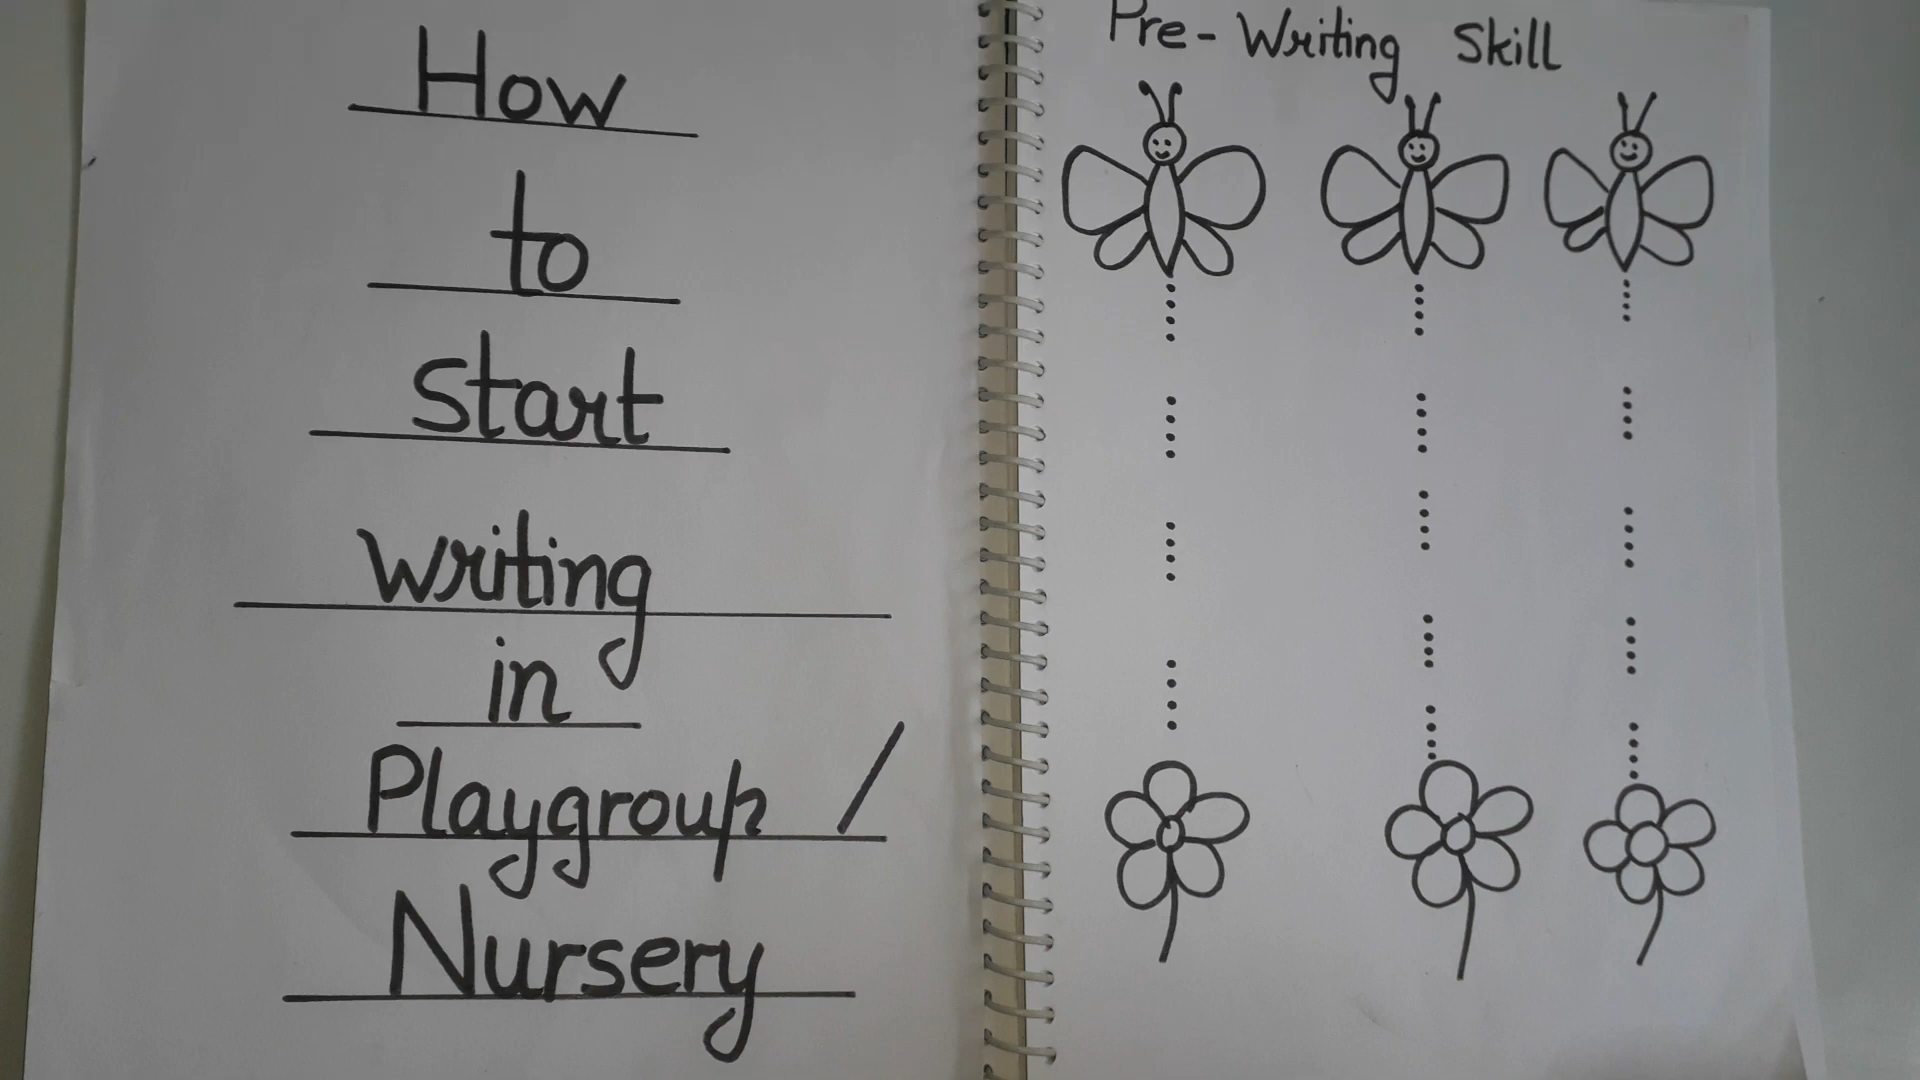 How
to
Start
Writing
in
Playgroup /
Nursery
Pre-Writing Skill